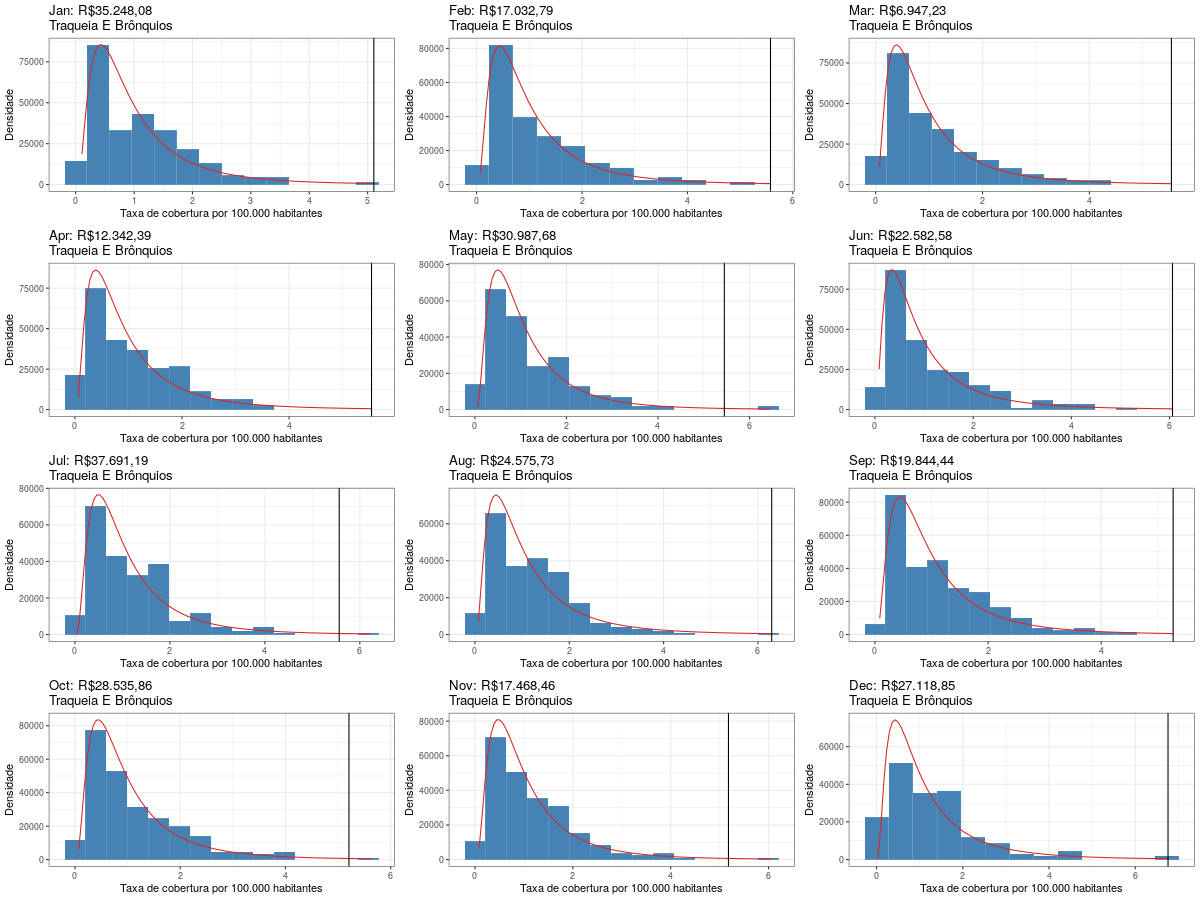 Jan: R$35.248,08
Traqueia E Brônquios
75000
50000
25000
0
Densidade
0 1 2 3 4 5
Taxa de cobertura por 100.000 habitantes
Feb: R$17.032,79
Traqueia E Brônquios
80000
60000
40000
20000
0
Densidade
0 2 4 6
Taxa de cobertura por 100.000 habitantes
Mar: R$6.947,23
Traqueia E Brônquios
75000
50000
25000
0
Densidade
0 2 4
Taxa de cobertura por 100.000 habitantes
Apr: R$12.342,39
Traqueia E Brônquios
75000
50000
25000
0
Densidade
0 2 4
Taxa de cobertura por 100.000 habitantes
May: R$30.987,68
Traqueia E Brônquios
80000
60000
40000
20000
0
Densidade
0 2 4 6
Taxa de cobertura por 100.000 habitantes
Jun: R$22.582,58
Traqueia E Brônquios
75000
50000
25000
0
Densidade
0 2 4 6
Taxa de cobertura por 100.000 habitantes
Jul: R$37.691,19
Traqueia E Brônquios
80000
60000
40000
20000
0
Densidade
0 2 4 6
Taxa de cobertura por 100.000 habitantes
Aug: R$24.575,73
Traqueia E Brônquios
60000
40000
20000
0
Densidade
0 2 4 6
Taxa de cobertura por 100.000 habitantes
Sep: R$19.844,44
Traqueia E Brônquios
80000
60000
40000
20000
0
Densidade
0 2 4
Taxa de cobertura por 100.000 habitantes
Oct: R$28.535,86
Traqueia E Brônquios
80000
60000
40000
20000
0
Densidade
0 2 4 6
Taxa de cobertura por 100.000 habitantes
Nov: R$17.468,46
Traqueia E Brônquios
80000
60000
40000
20000
0
Densidade
0 2 4 6
Taxa de cobertura por 100.000 habitantes
Dec: R$27.118,85
Traqueia E Brônquios
60000
40000
20000
0
Densidade
0 2 4 6
Taxa de cobertura por 100.000 habitantes